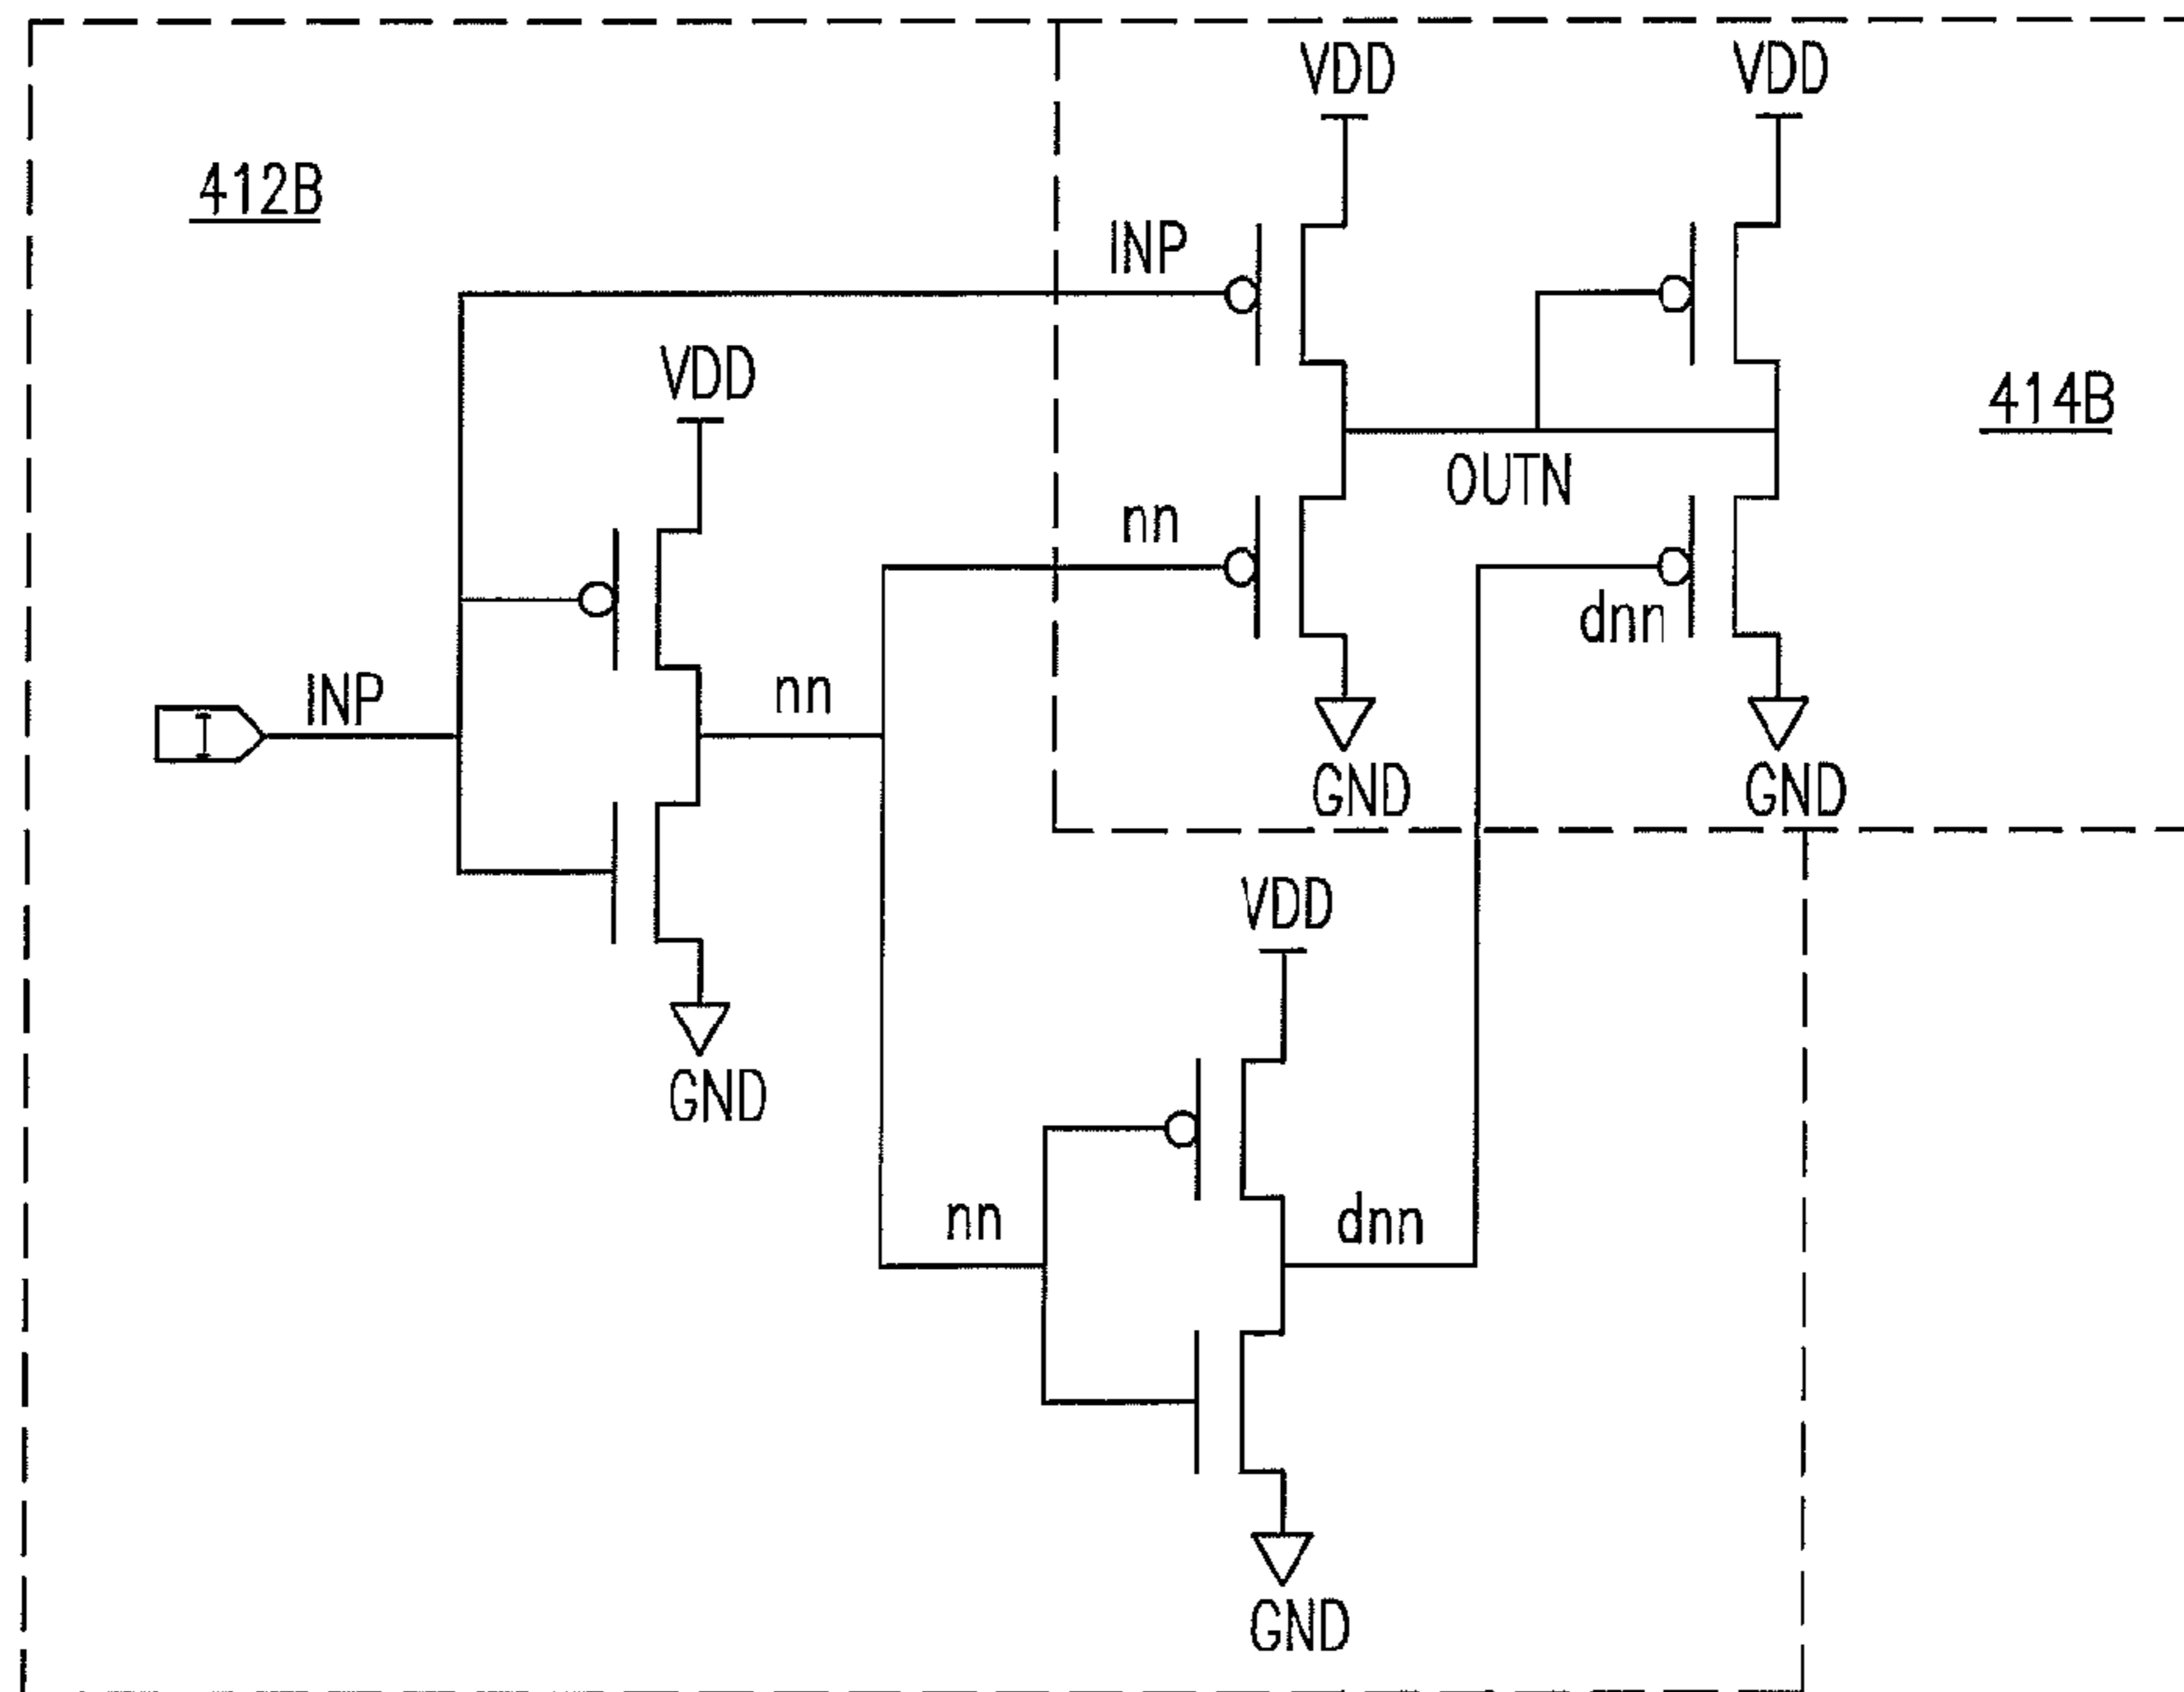 VDD VDD
412B
INP
VDD
414B
OUTN
nn
dnn
INP
nn
GND GND
VDD
GND
nn
dnn
GND